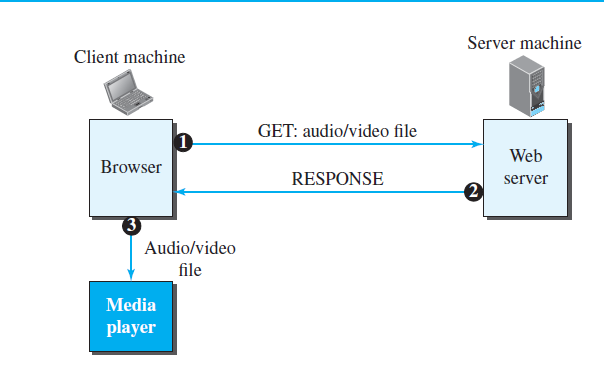 Client machine
Server machine
1
GET: audio/video file
Browser
Web
server
RESPONSE
2
3
Audio/video
file
Media
player